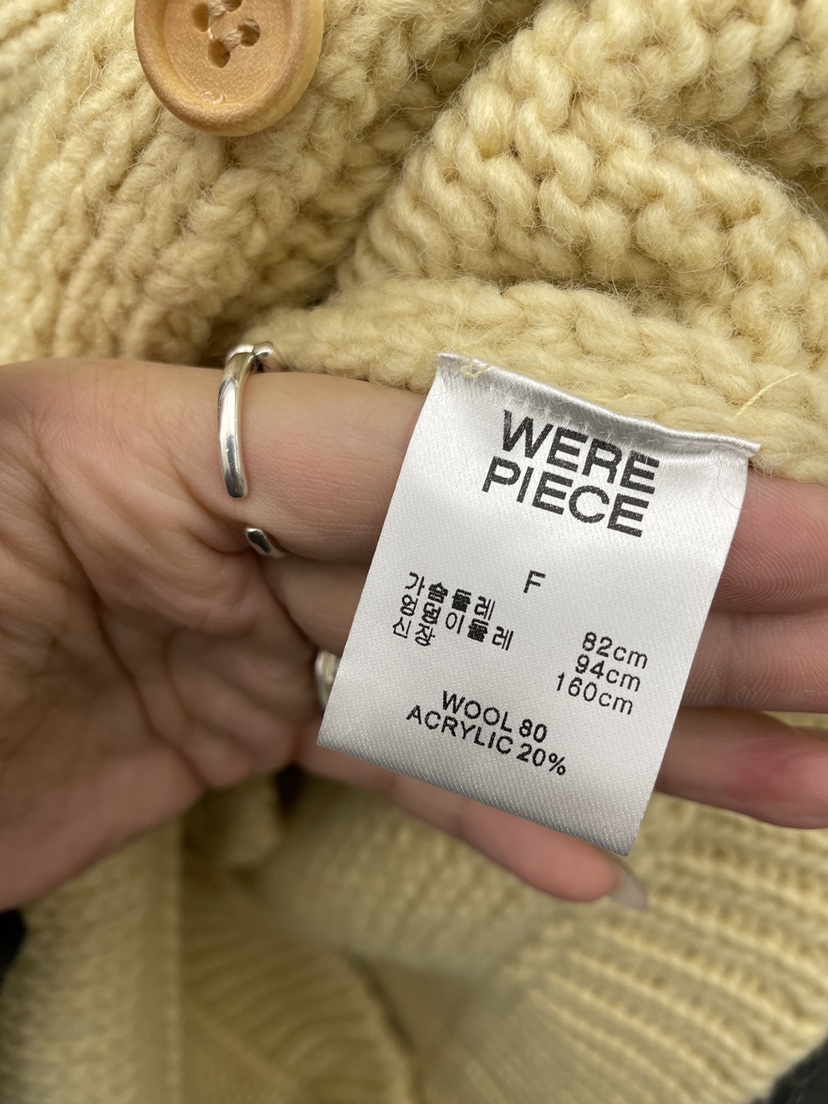 WERE
PIECE
F
가슴둘레 82cm
엉덩이둘레 94cm
신장 160cm
WOOL 80
ACRYLIC 20%